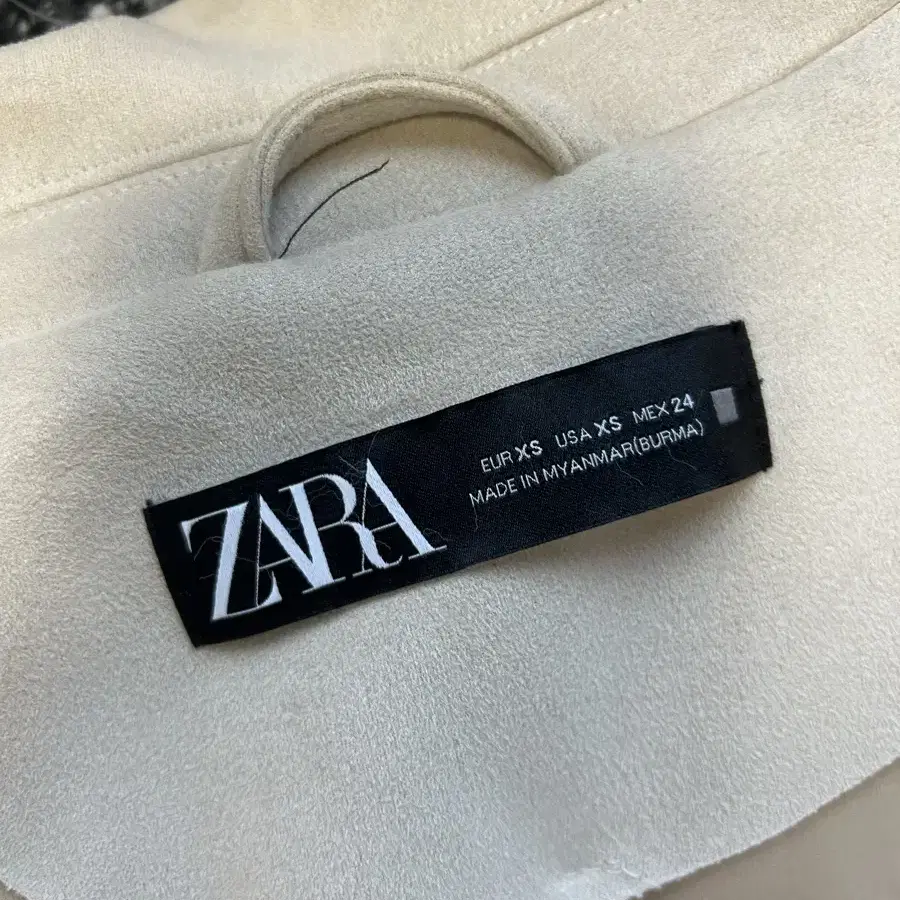 ZARA
EUR XS USA XS MEX 24
MADE IN MYANMAR(BURMA)